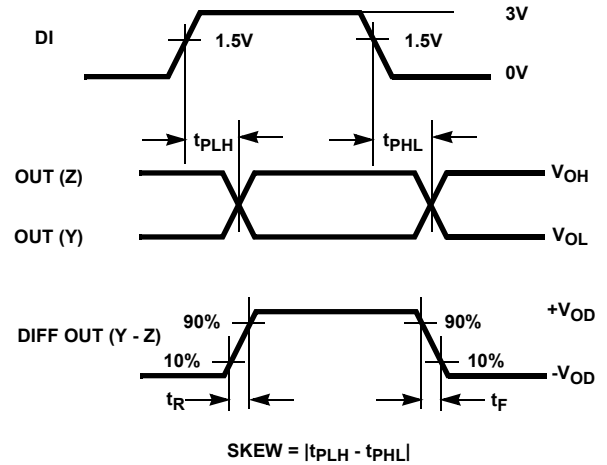 3V
DI
1.5V
1.5V
0V
tPLH
tPHL
OUT (Z)
VOH
OUT (Y)
VOL
+VOD
90%
90%
DIFF OUT (Y - Z)
10%
10%
-VOD
tR
tF
SKEW = |tPLH - tPHL|